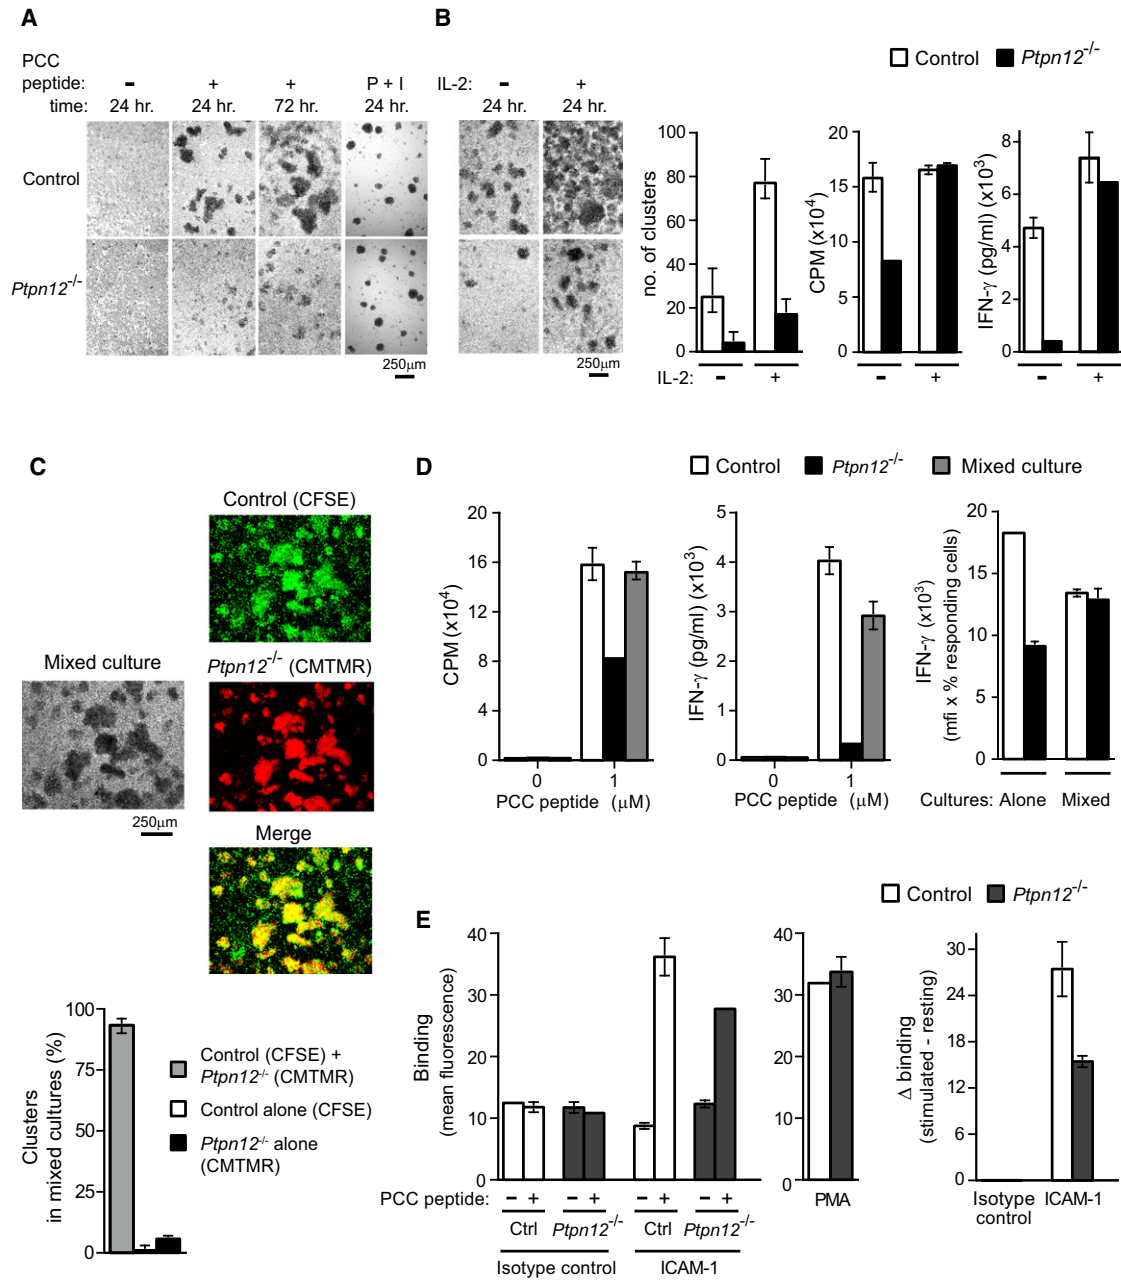 A
PCC
peptide: - + + P + I
time: 24 hr. 24 hr. 72 hr. 24 hr.
Control
Ptpn12-/-
250μm
B
IL-2: - +
24 hr. 24 hr.
250μm
Control Ptpn12-/-
100
80
60
40
20
0
no. of clusters
IL-2: - +
20
15
10
5
0
CPM (x10⁴)
- +
8
6
4
2
0
IFN-γ (pg/ml) (x10³)
- +
C
Control (CFSE)
Mixed culture
250μm
Ptpn12-/- (CMTMR)
Merge
100
75
50
25
0
Clusters
in mixed cultures (%)
Control (CFSE) +
Ptpn12-/- (CMTMR)
Control alone (CFSE)
Ptpn12-/- alone
(CMTMR)
D
Control Ptpn12-/- Mixed culture
20
16
12
8
4
0
CPM (x10⁴)
0 1
PCC peptide (μM)
5
4
3
2
1
0
IFN-γ (pg/ml) (x10³)
0 1
PCC peptide (μM)
20
15
10
5
0
IFN-γ (x10³)
(mfi x % responding cells)
Cultures: Alone Mixed
E
Control Ptpn12-/-
40
30
20
10
0
Binding
(mean fluorescence)
PCC peptide: - + - + - + - +
Ctrl Ptpn12-/- Ctrl Ptpn12-/-
Isotype control ICAM-1
40
30
20
10
0
PMA
30
24
18
12
6
0
Δ binding
(stimulated - resting)
Isotype ICAM-1
control